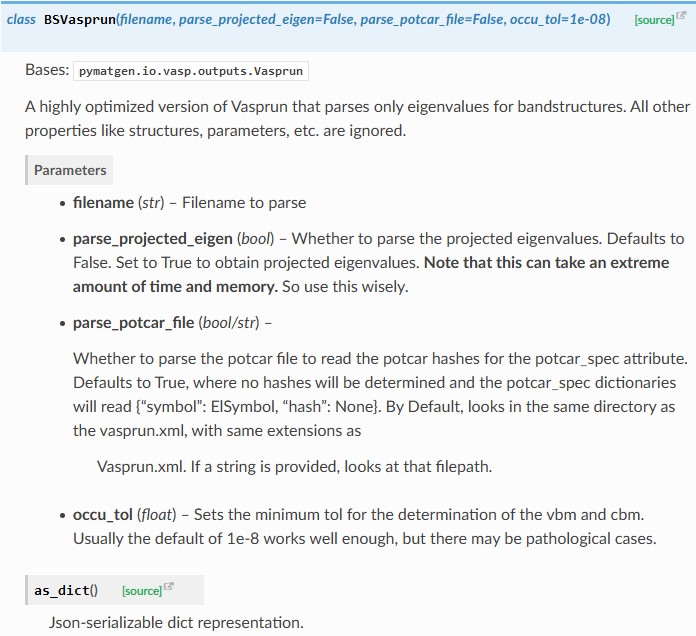 class BSVasprun(filename, parse_projected_eigen=False, parse_potcar_file=False, occu_tol=1e-08) [source]
Bases: pymatgen.io.vasp.outputs.Vasprun
A highly optimized version of Vasprun that parses only eigenvalues for bandstructures. All other
properties like structures, parameters, etc. are ignored.
Parameters
• filename (str) – Filename to parse
• parse_projected_eigen (bool) – Whether to parse the projected eigenvalues. Defaults to
False. Set to True to obtain projected eigenvalues. Note that this can take an extreme
amount of time and memory. So use this wisely.
• parse_potcar_file (bool/str) –
Whether to parse the potcar file to read the potcar hashes for the potcar_spec attribute.
Defaults to True, where no hashes will be determined and the potcar_spec dictionaries
will read {“symbol”: ElSymbol, “hash”: None}. By Default, looks in the same directory as
the vasprun.xml, with same extensions as
Vasprun.xml. If a string is provided, looks at that filepath.
• occu_tol (float) – Sets the minimum tol for the determination of the vbm and cbm.
Usually the default of 1e-8 works well enough, but there may be pathological cases.
as_dict() [source]
Json-serializable dict representation.